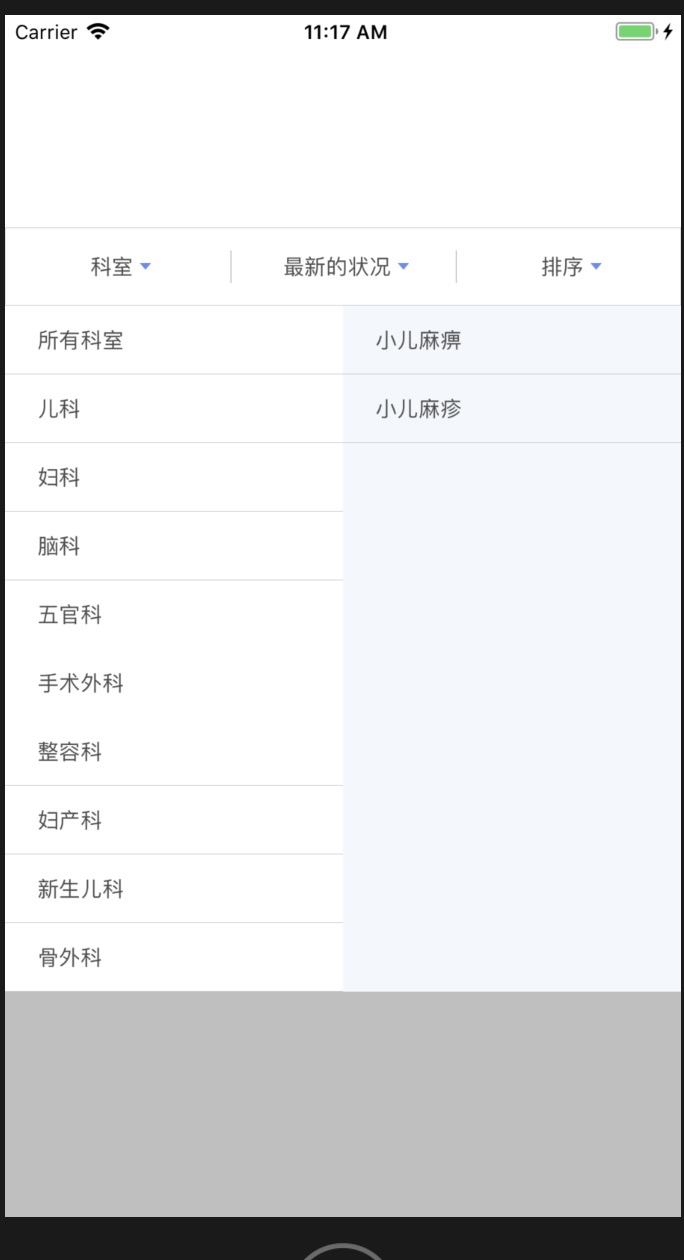 Carrier 11:17 AM
科室 最新的状况 排序
所有科室
儿科
妇科
脑科
五官科
手术外科
整容科
妇产科
新生儿科
骨外科
小儿麻痹
小儿麻疹